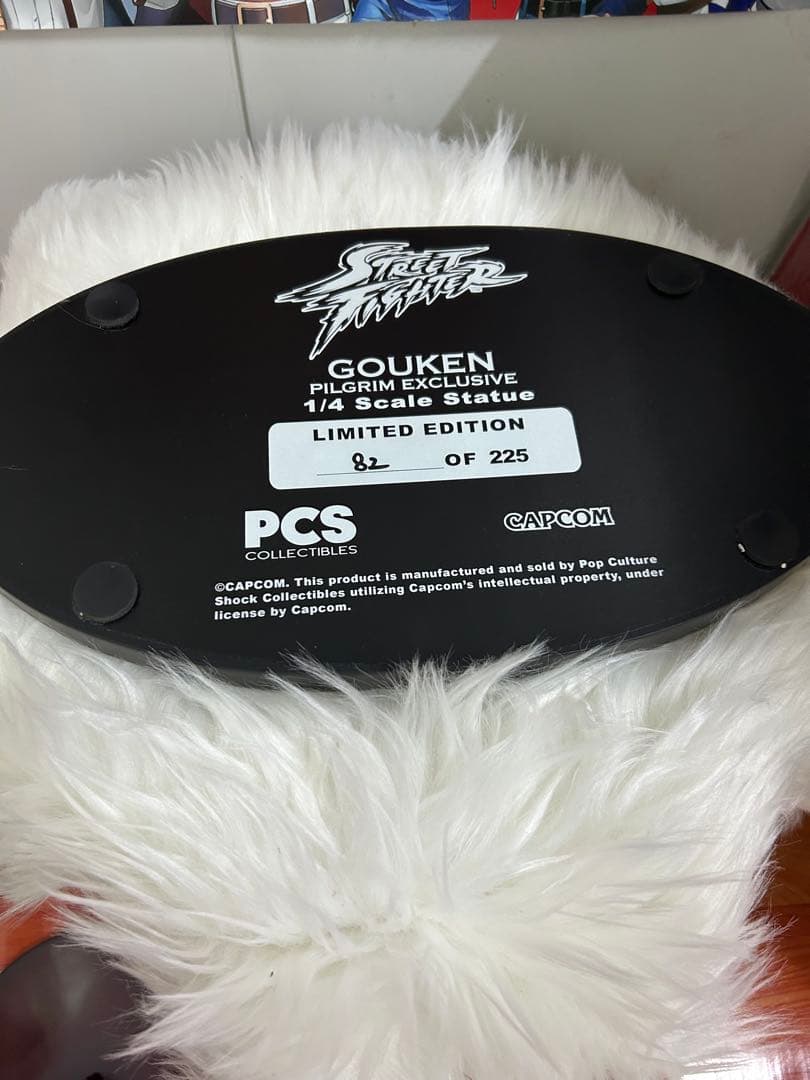 STREET
FIGHTER
GOUKEN
PILGRIM EXCLUSIVE
1/4 Scale Statue
LIMITED EDITION
82 OF 225
PCS
COLLECTIBLES
CAPCOM
©CAPCOM. This product is manufactured and sold by Pop Culture
Shock Collectibles utilizing Capcom's intellectual property, under
license by Capcom.